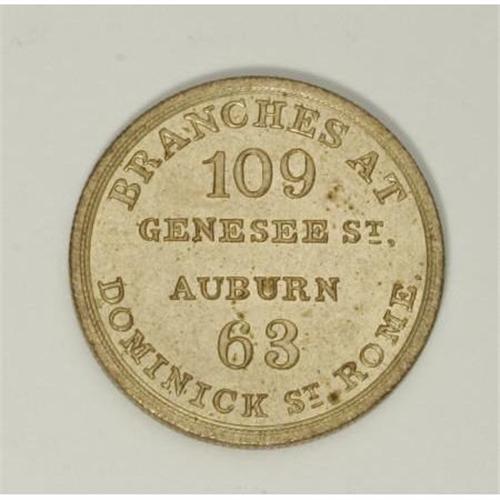 BRANCHES AT
109
GENESEE ST,
AUBURN
63
DOMINICK ST. ROME.